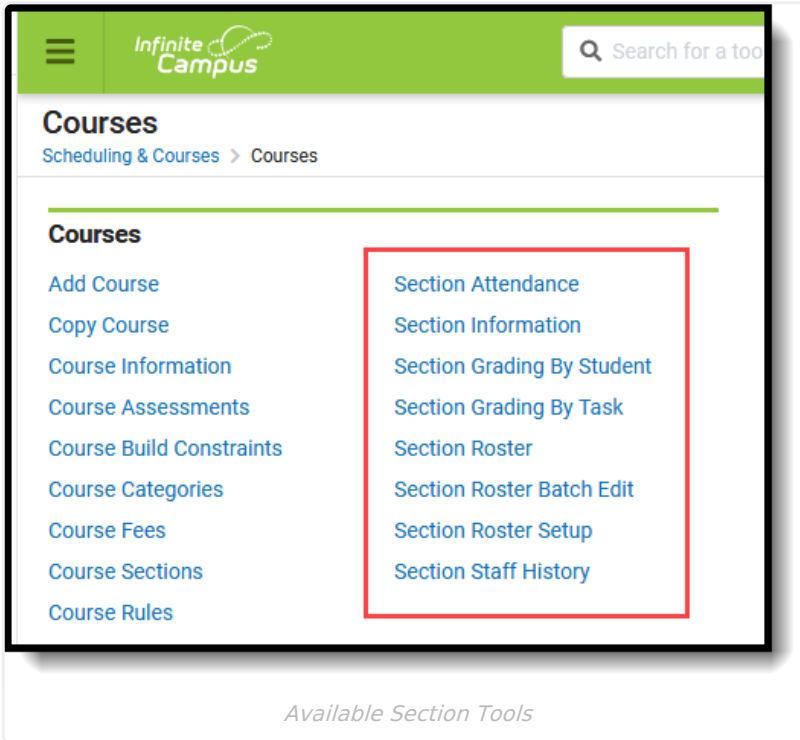 Infinite
Campus
Search for a too
Courses
Scheduling & Courses > Courses
Courses
Add Course
Copy Course
Course Information
Course Assessments
Course Build Constraints
Course Categories
Course Fees
Course Sections
Course Rules
Section Attendance
Section Information
Section Grading By Student
Section Grading By Task
Section Roster
Section Roster Batch Edit
Section Roster Setup
Section Staff History
Available Section Tools